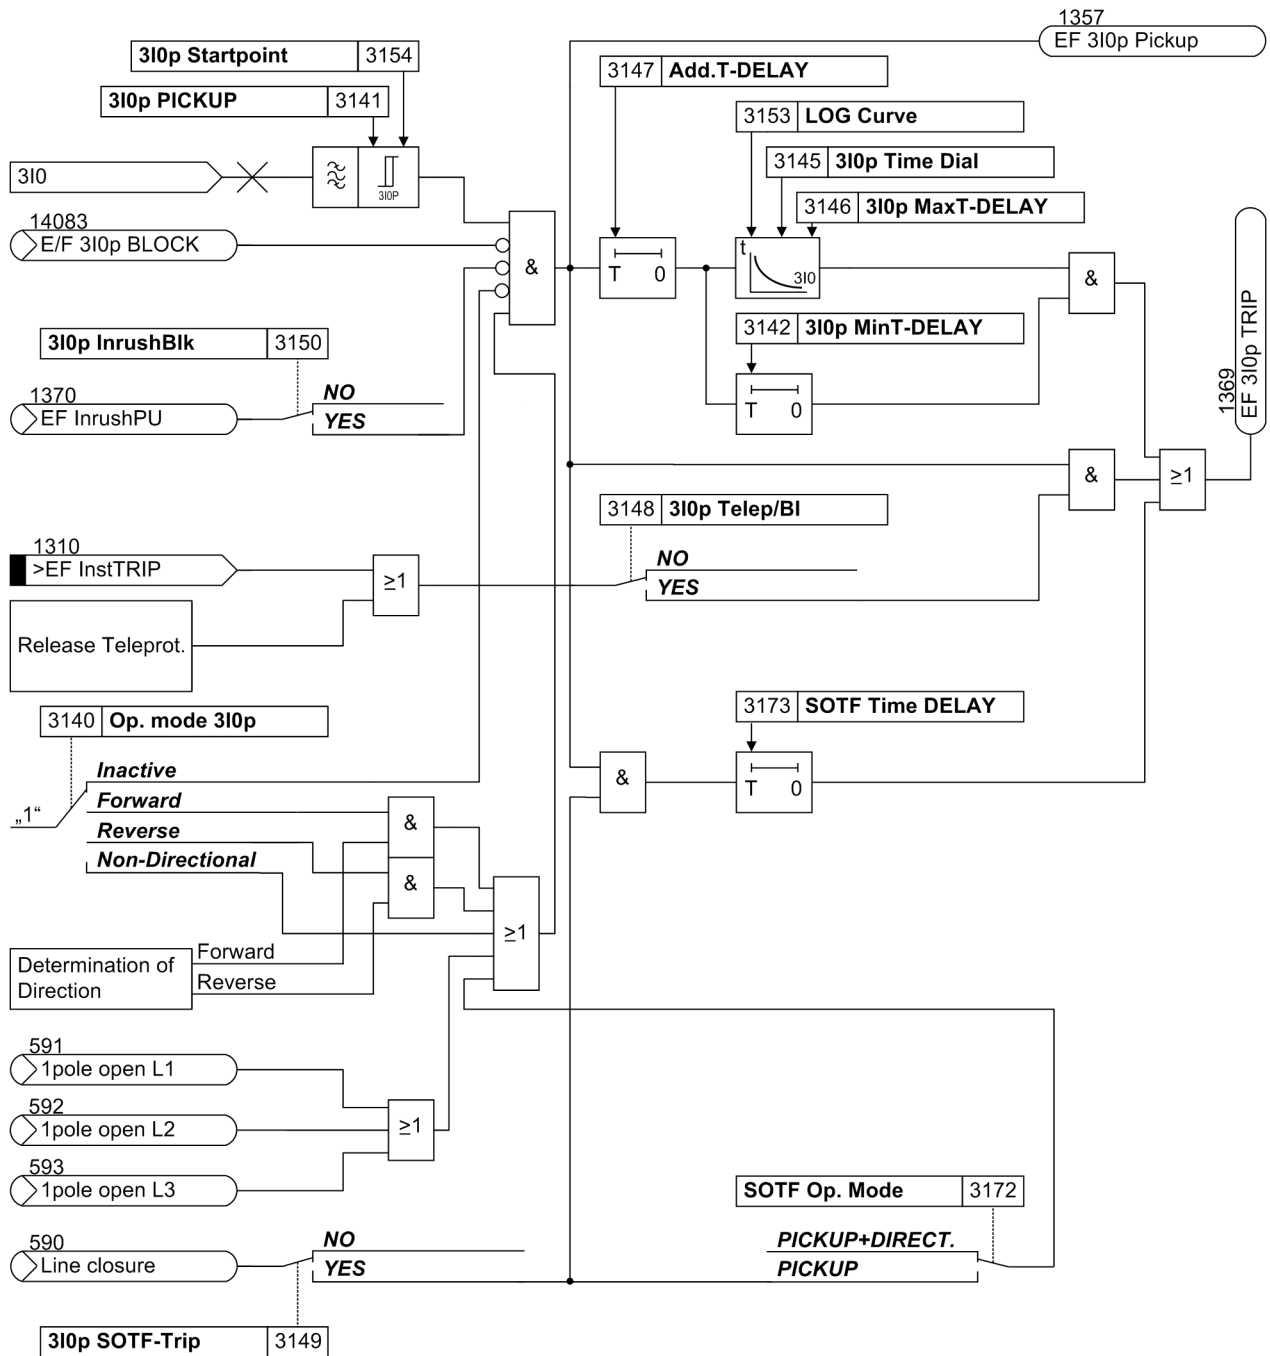 1357
EF 3I0p Pickup
3I0p Startpoint 3154
3147 Add.T-DELAY
3I0p PICKUP 3141
3153 LOG Curve
3145 3I0p Time Dial
3I0
3I0P
3146 3I0p MaxT-DELAY
14083
E/F 3I0p BLOCK
&
T 0
t
3I0
&
3I0p InrushBlk 3150
3142 3I0p MinT-DELAY
1370
EF InrushPU
NO
YES
T 0
1369
EF 3I0p TRIP
&
≥1
3148 3I0p Telep/BI
1310
>EF InstTRIP
≥1
NO
YES
Release Teleprot.
3140 Op. mode 3I0p
3173 SOTF Time DELAY
Inactive
&
T 0
„1“
Forward
&
Reverse
Non-Directional
&
≥1
Determination of
Direction
Forward
Reverse
591
1pole open L1
592
1pole open L2
≥1
593
1pole open L3
SOTF Op. Mode 3172
590
Line closure
NO
YES
PICKUP+DIRECT.
PICKUP
3I0p SOTF-Trip 3149